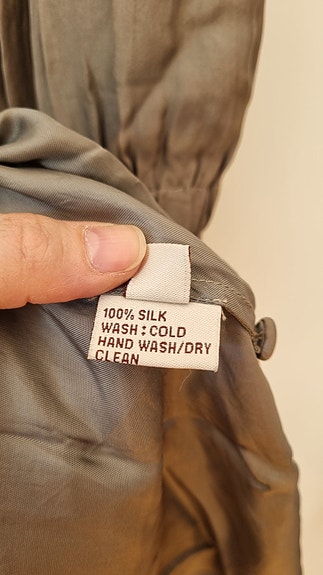 100% SILK
WASH : COLD
HAND WASH/DRY
CLEAN